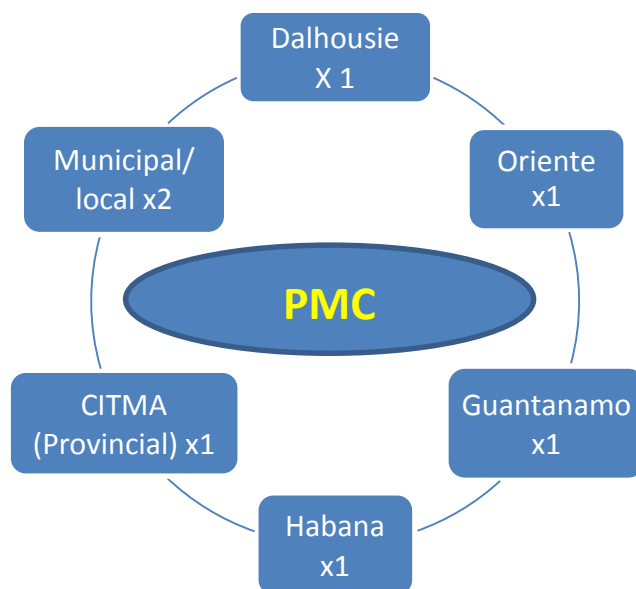 Dalhousie
X 1
Municipal/
local x2
Oriente
x1
PMC
CITMA
(Provincial) x1
Guantanamo
x1
Habana
x1